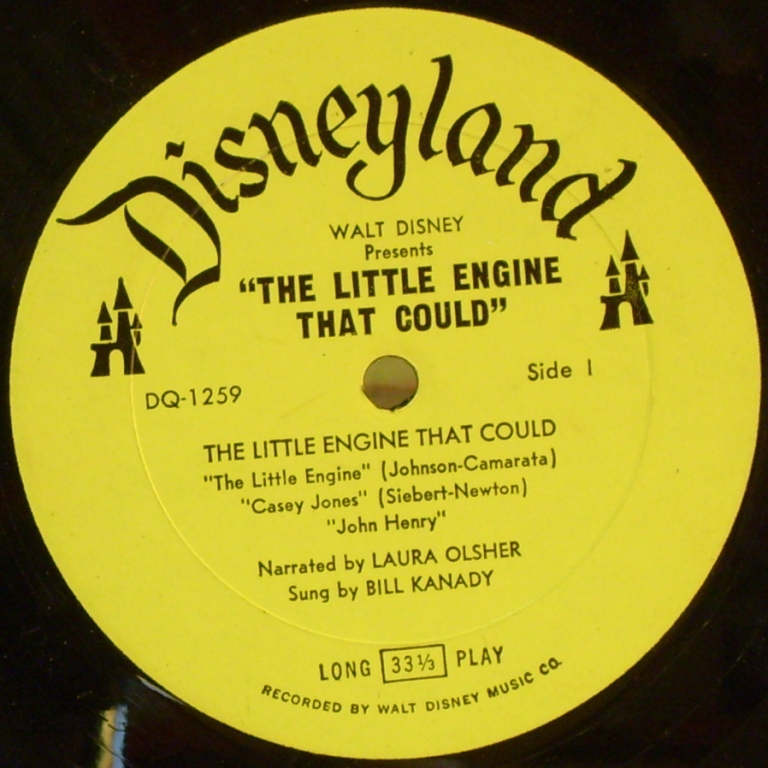 Disneyland
WALT DISNEY
Presents
"THE LITTLE ENGINE
THAT COULD"
DQ-1259
Side 1
THE LITTLE ENGINE THAT COULD
"The Little Engine" (Johnson-Camarata)
"Casey Jones" (Siebert-Newton)
"John Henry"
Narrated by LAURA OLSHER
Sung by BILL KANADY
LONG 33⅓ PLAY
RECORDED BY WALT DISNEY MUSIC CO.